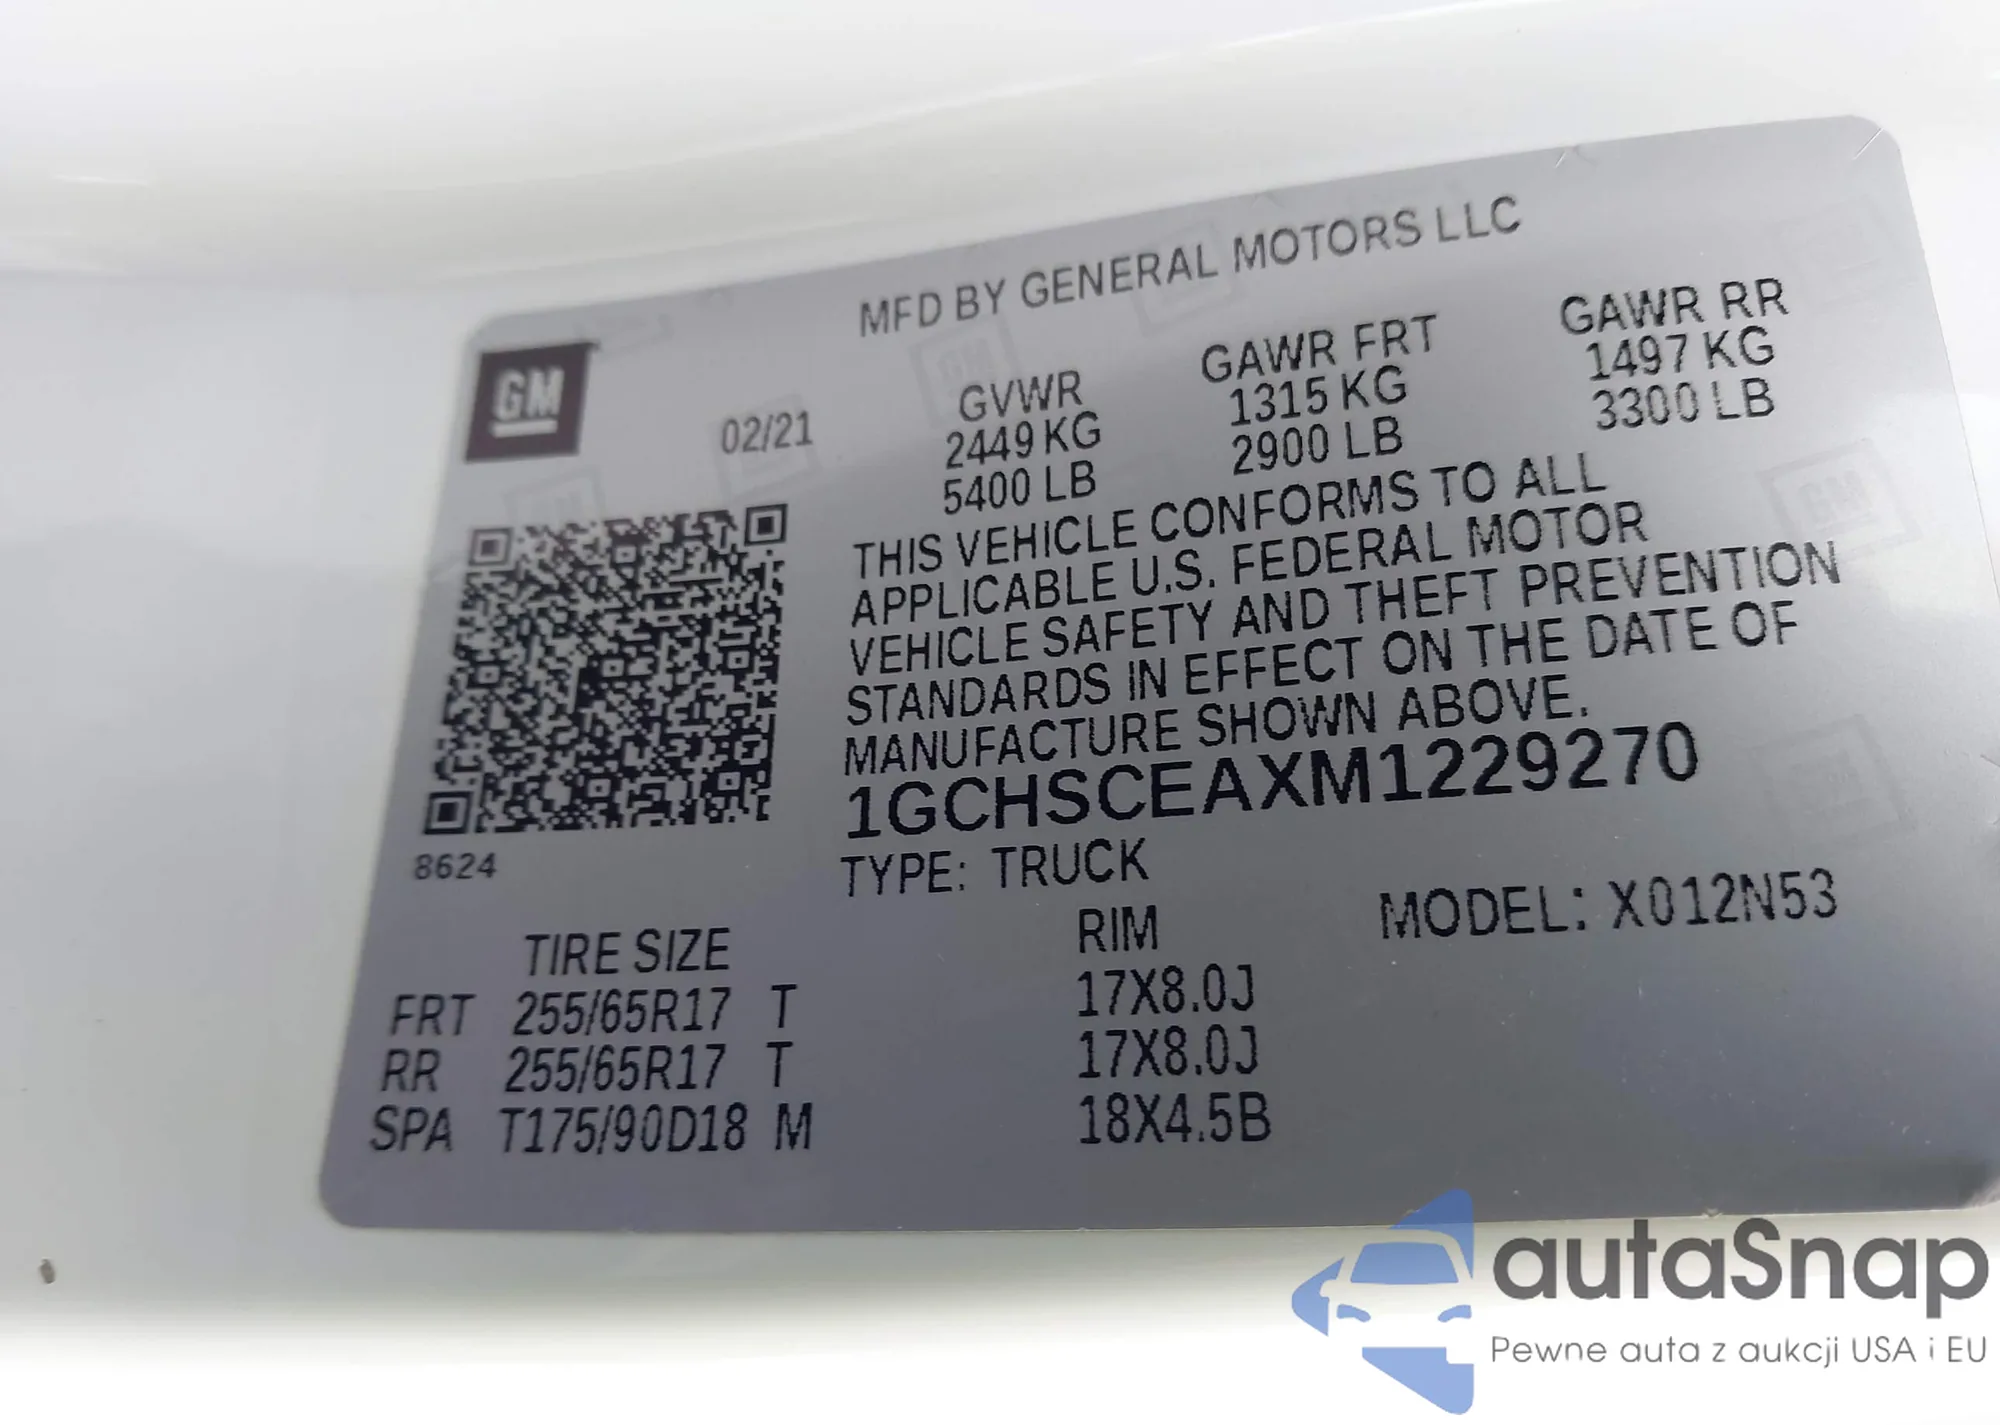 MFD BY GENERAL MOTORS LLC
GM
02/21
GVWR
2449 KG
5400 LB
GAWR FRT
1315 KG
2900 LB
GAWR RR
1497 KG
3300 LB
THIS VEHICLE CONFORMS TO ALL
APPLICABLE U.S. FEDERAL MOTOR
VEHICLE SAFETY AND THEFT PREVENTION
STANDARDS IN EFFECT ON THE DATE OF
MANUFACTURE SHOWN ABOVE.
1GCHSCEAXM1229270
8624
TYPE: TRUCK
MODEL: X012N53
TIRE SIZE RIM
FRT 255/65R17 T 17X8.0J
RR 255/65R17 T 17X8.0J
SPA T175/90D18 M 18X4.5B
autaSnap
Pewne auta z aukcji USA i EU